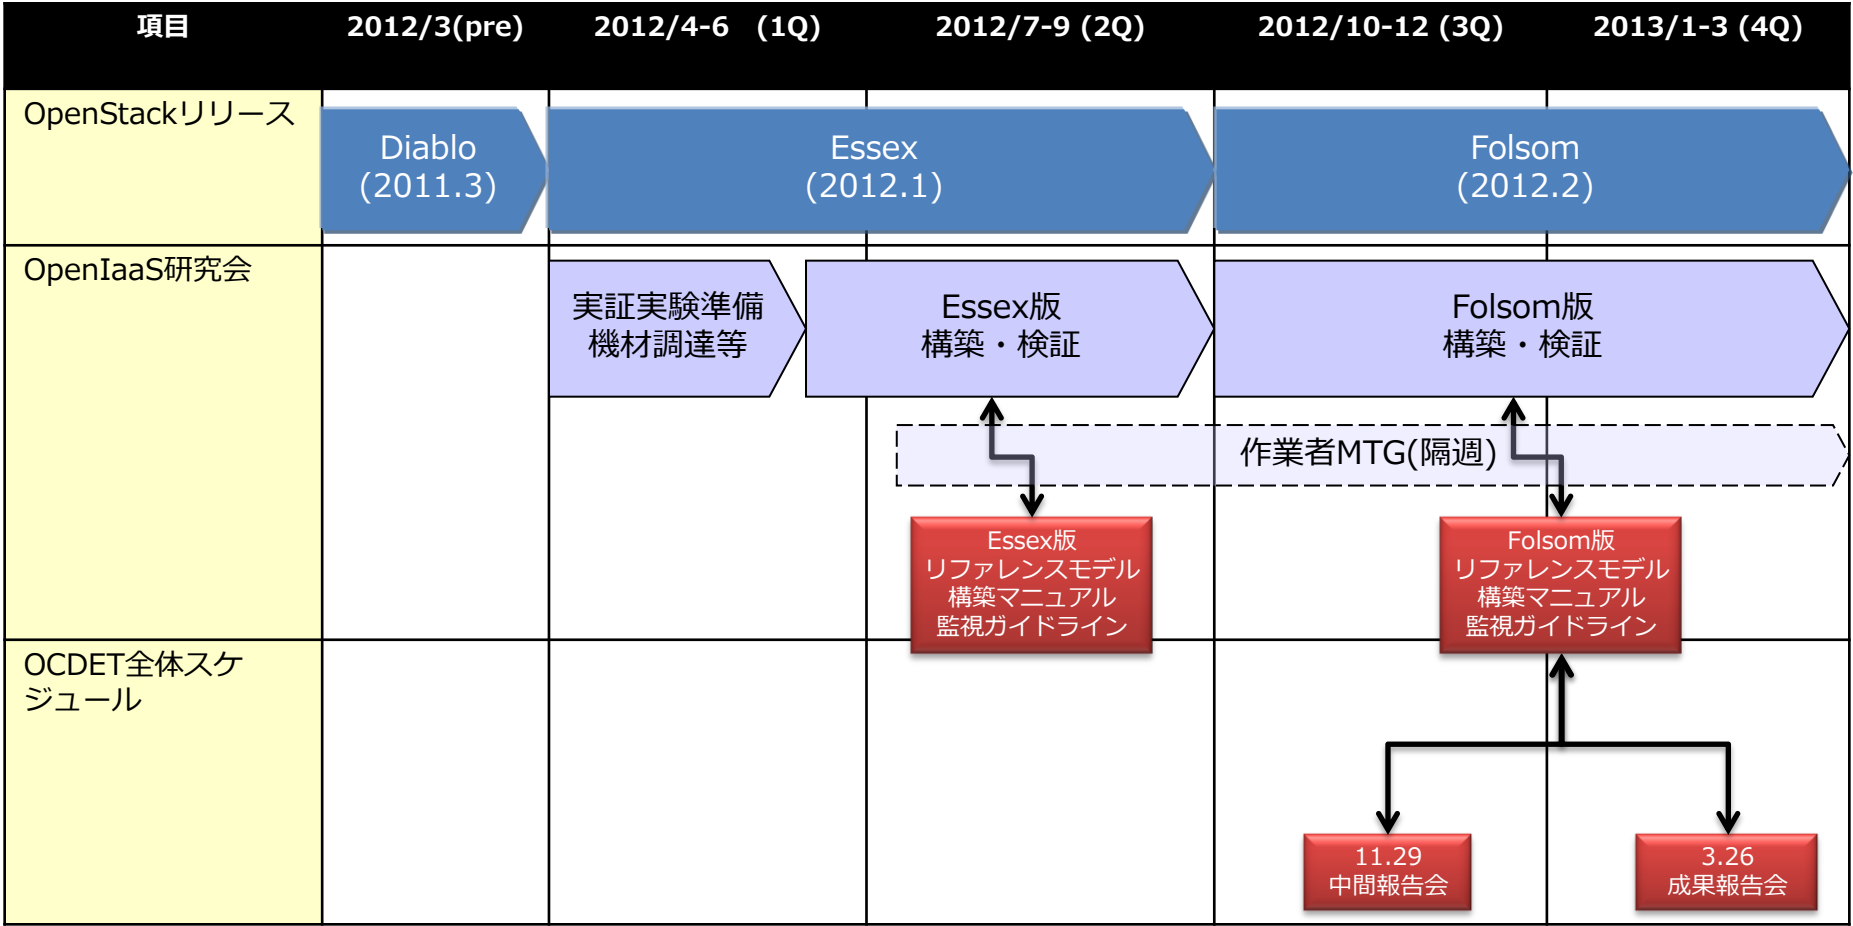 項目
2012/3(pre)
2012/4-6 (1Q)
2012/7-9 (2Q)
2012/10-12 (3Q)
2013/1-3 (4Q)
OpenStackリリース
Diablo
(2011.3)
Essex
(2012.1)
Folsom
(2012.2)
OpenIaaS研究会
実証実験準備
機材調達等
Essex版
構築・検証
Folsom版
構築・検証
作業者MTG(隔週)
Essex版
リファレンスモデル
構築マニュアル
監視ガイドライン
Folsom版
リファレンスモデル
構築マニュアル
監視ガイドライン
OCDET全体スケ
ジュール
11.29
中間報告会
3.26
成果報告会